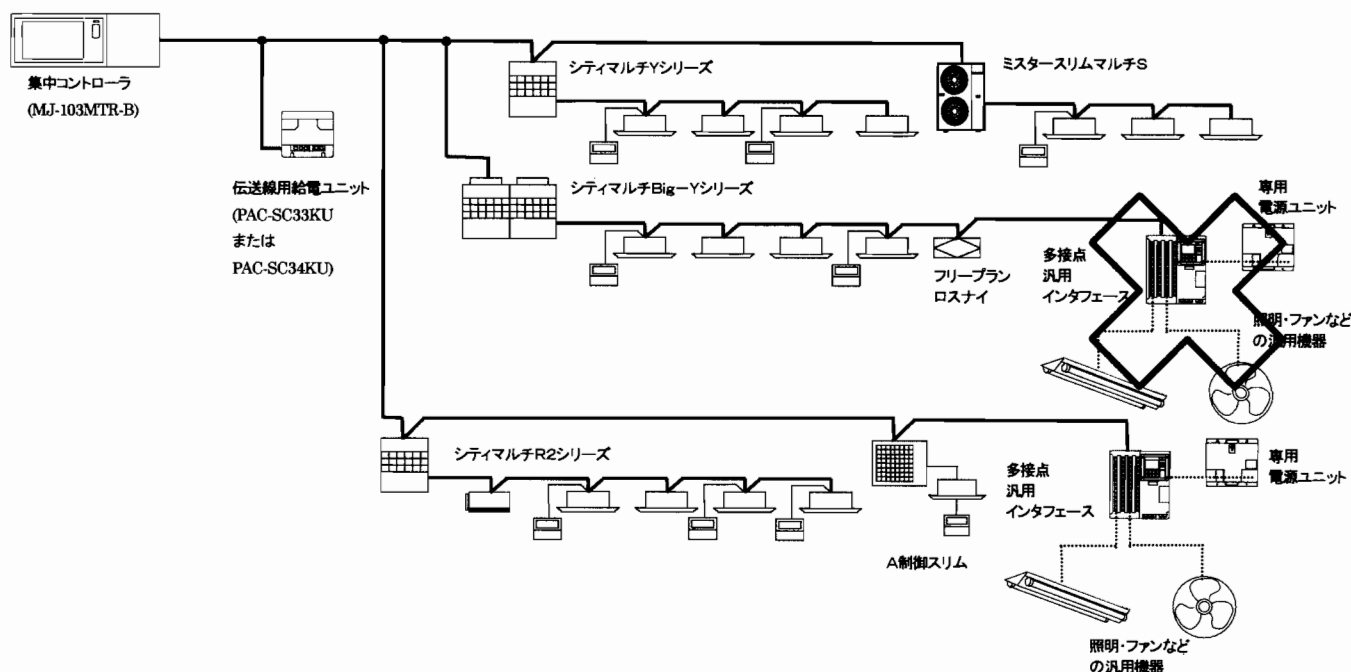 集中コントローラ
(MJ-103MTR-B)
伝送線用給電ユニット
(PAC-SC33KU
または
PAC-SC34KU)
シティマルチYシリーズ
ミスタースリムマルチS
シティマルチBig-Yシリーズ
フリープラン
ロスナイ
多接点
汎用
インタフェース
専用
電源ユニット
照明・ファンなど
の汎用機器
シティマルチR2シリーズ
A制御スリム
多接点
汎用
インタフェース
専用
電源ユニット
照明・ファンなど
の汎用機器